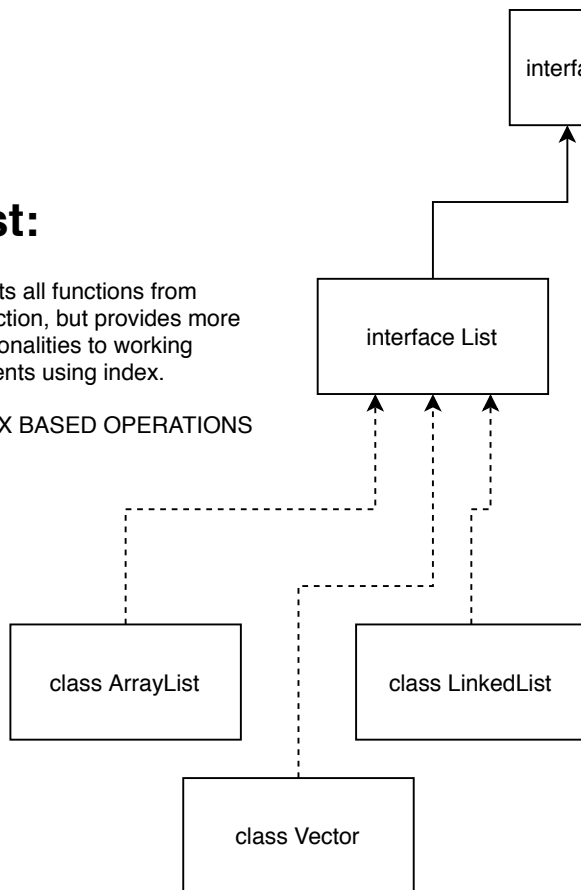 interfa
st:
ts all functions from
ction, but provides more
onalities to working
ents using index.
interface List
X BASED OPERATIONS
class ArrayList
class LinkedList
class Vector